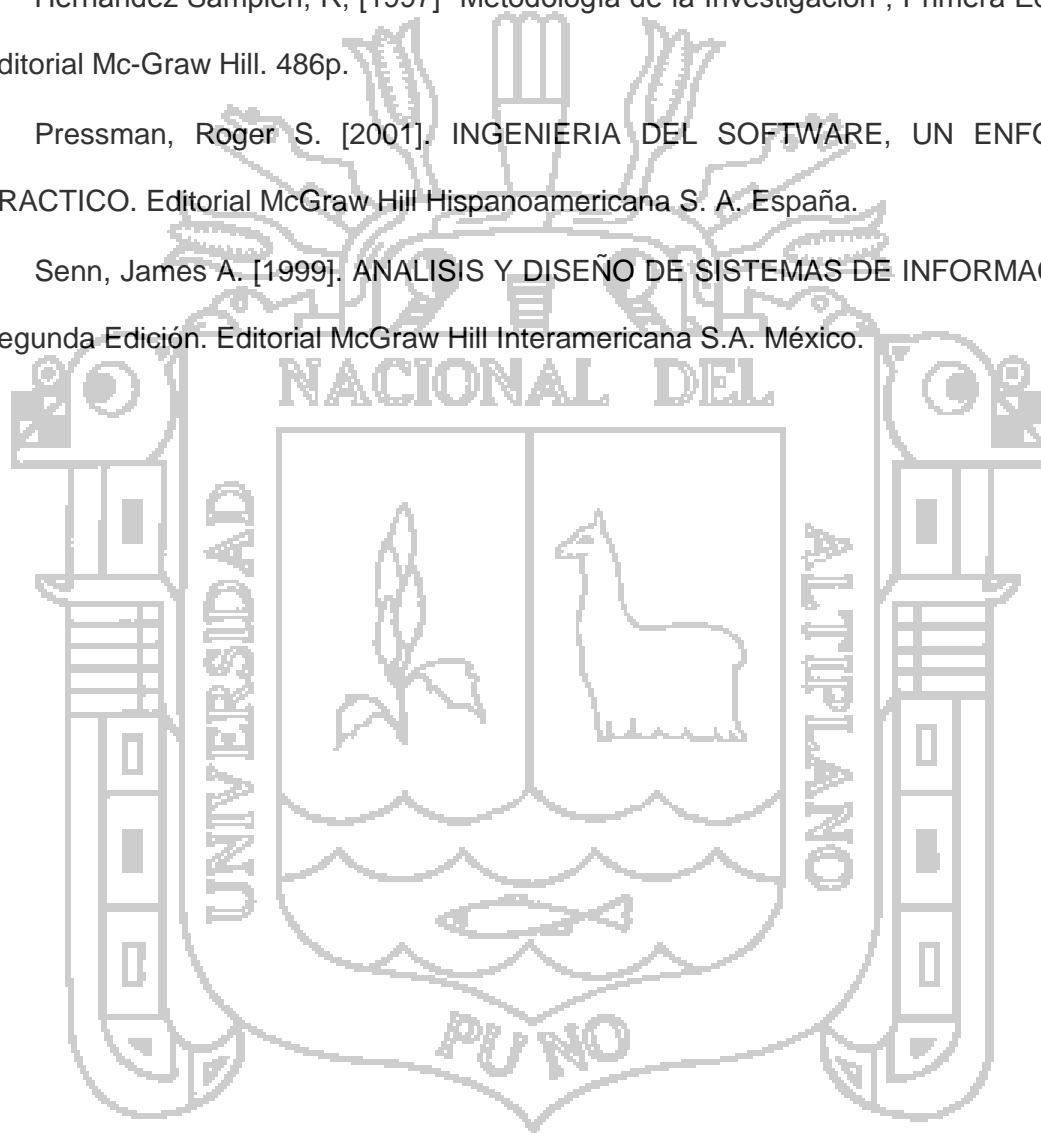 Hernández Sampieri, R, [1997] "Metodología de la Investigación", Primera Ed
ditorial Mc-Graw Hill. 486p.
Pressman, Roger S. [2001]. INGENIERIA DEL SOFTWARE, UN ENFO
RACTICO. Editorial McGraw Hill Hispanoamericana S. A. España.
Senn, James A. [1999]. ANALISIS Y DISEÑO DE SISTEMAS DE INFORMAC
egunda Edición. Editorial McGraw Hill Interamericana S.A. México.
NACIONAL DEL
UNIVERSIDAD
ALTIPLANO
PUNO